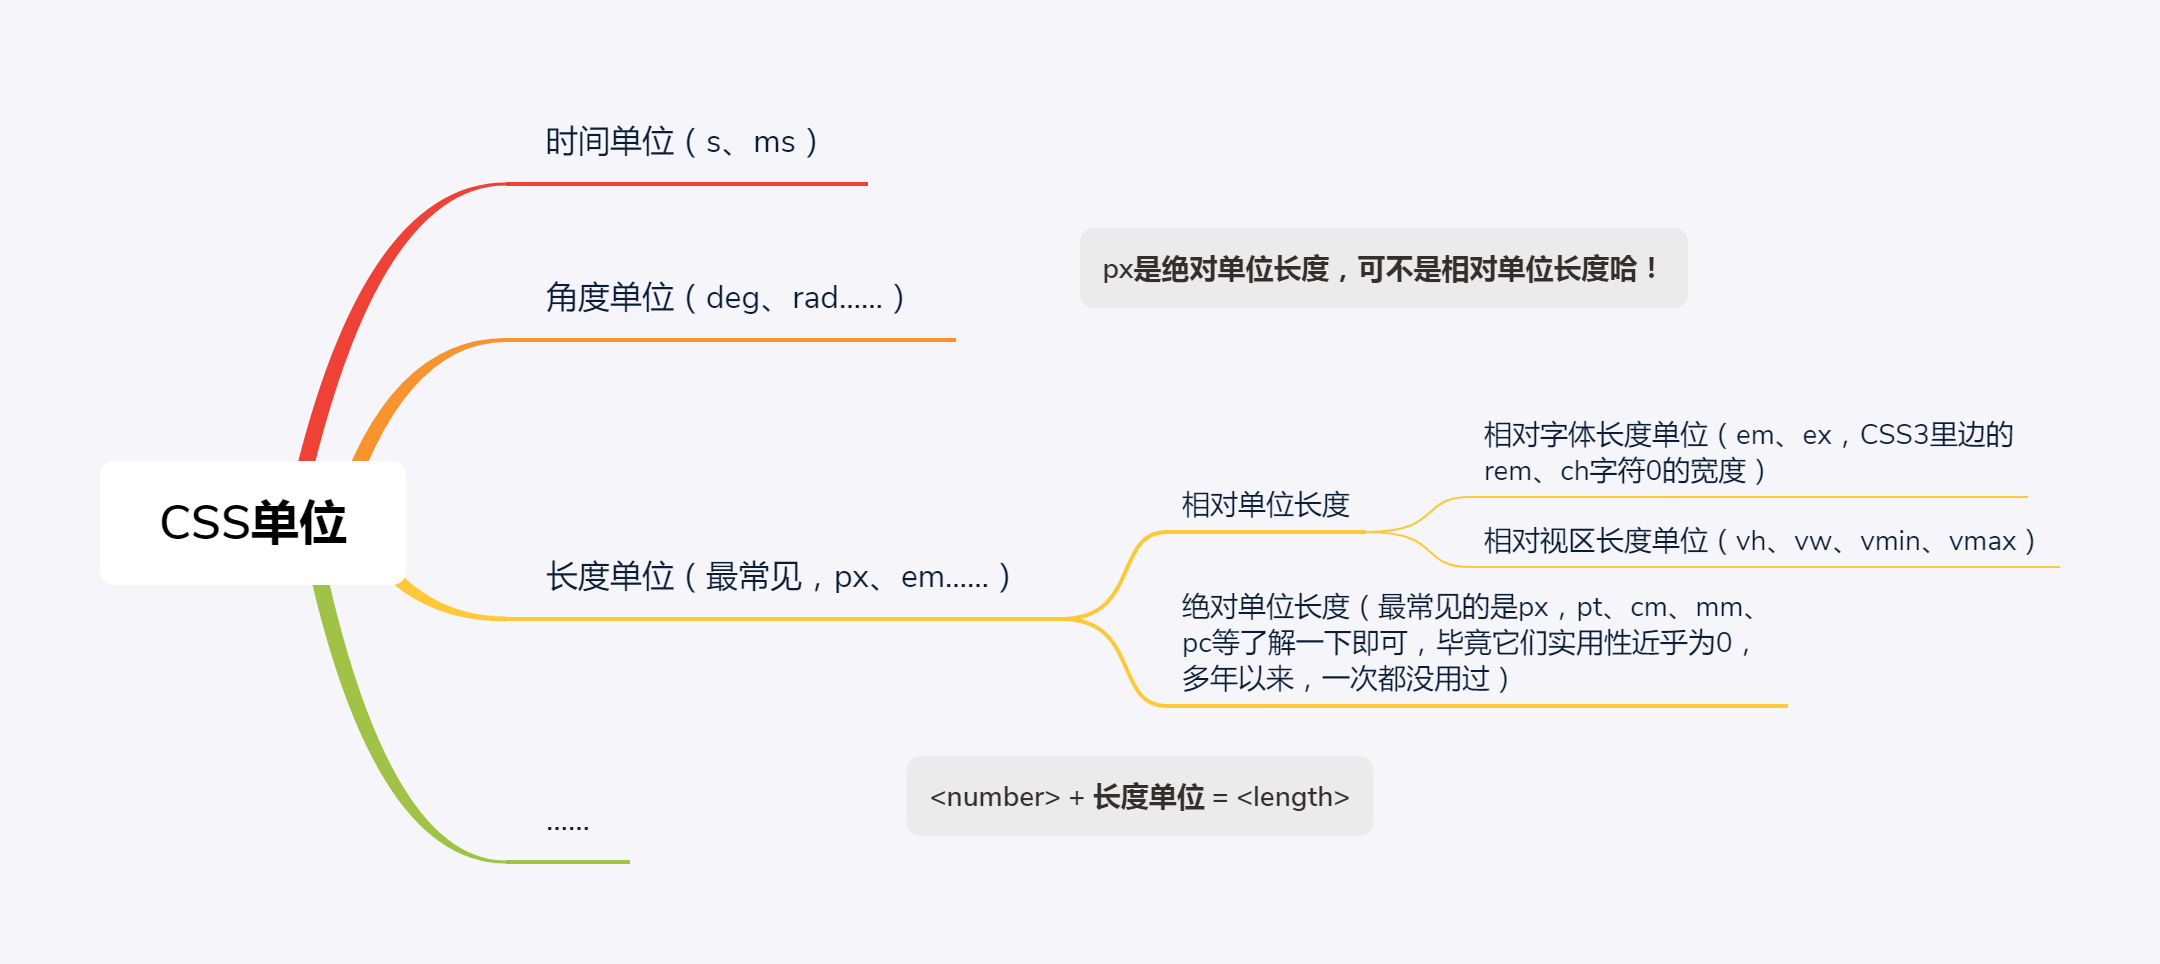 时间单位（s、ms）
角度单位（deg、rad......）
px是绝对单位长度，可不是相对单位长度哈！
CSS单位
长度单位（最常见，px、em......）
相对单位长度
相对字体长度单位（em、ex，CSS3里边的
rem、ch字符0的宽度）
相对视区长度单位（vh、vw、vmin、vmax）
绝对单位长度（最常见的是px，pt、cm、mm、
pc等了解一下即可，毕竟它们实用性近乎为0，
多年以来，一次都没用过）
......
<number> + 长度单位 = <length>